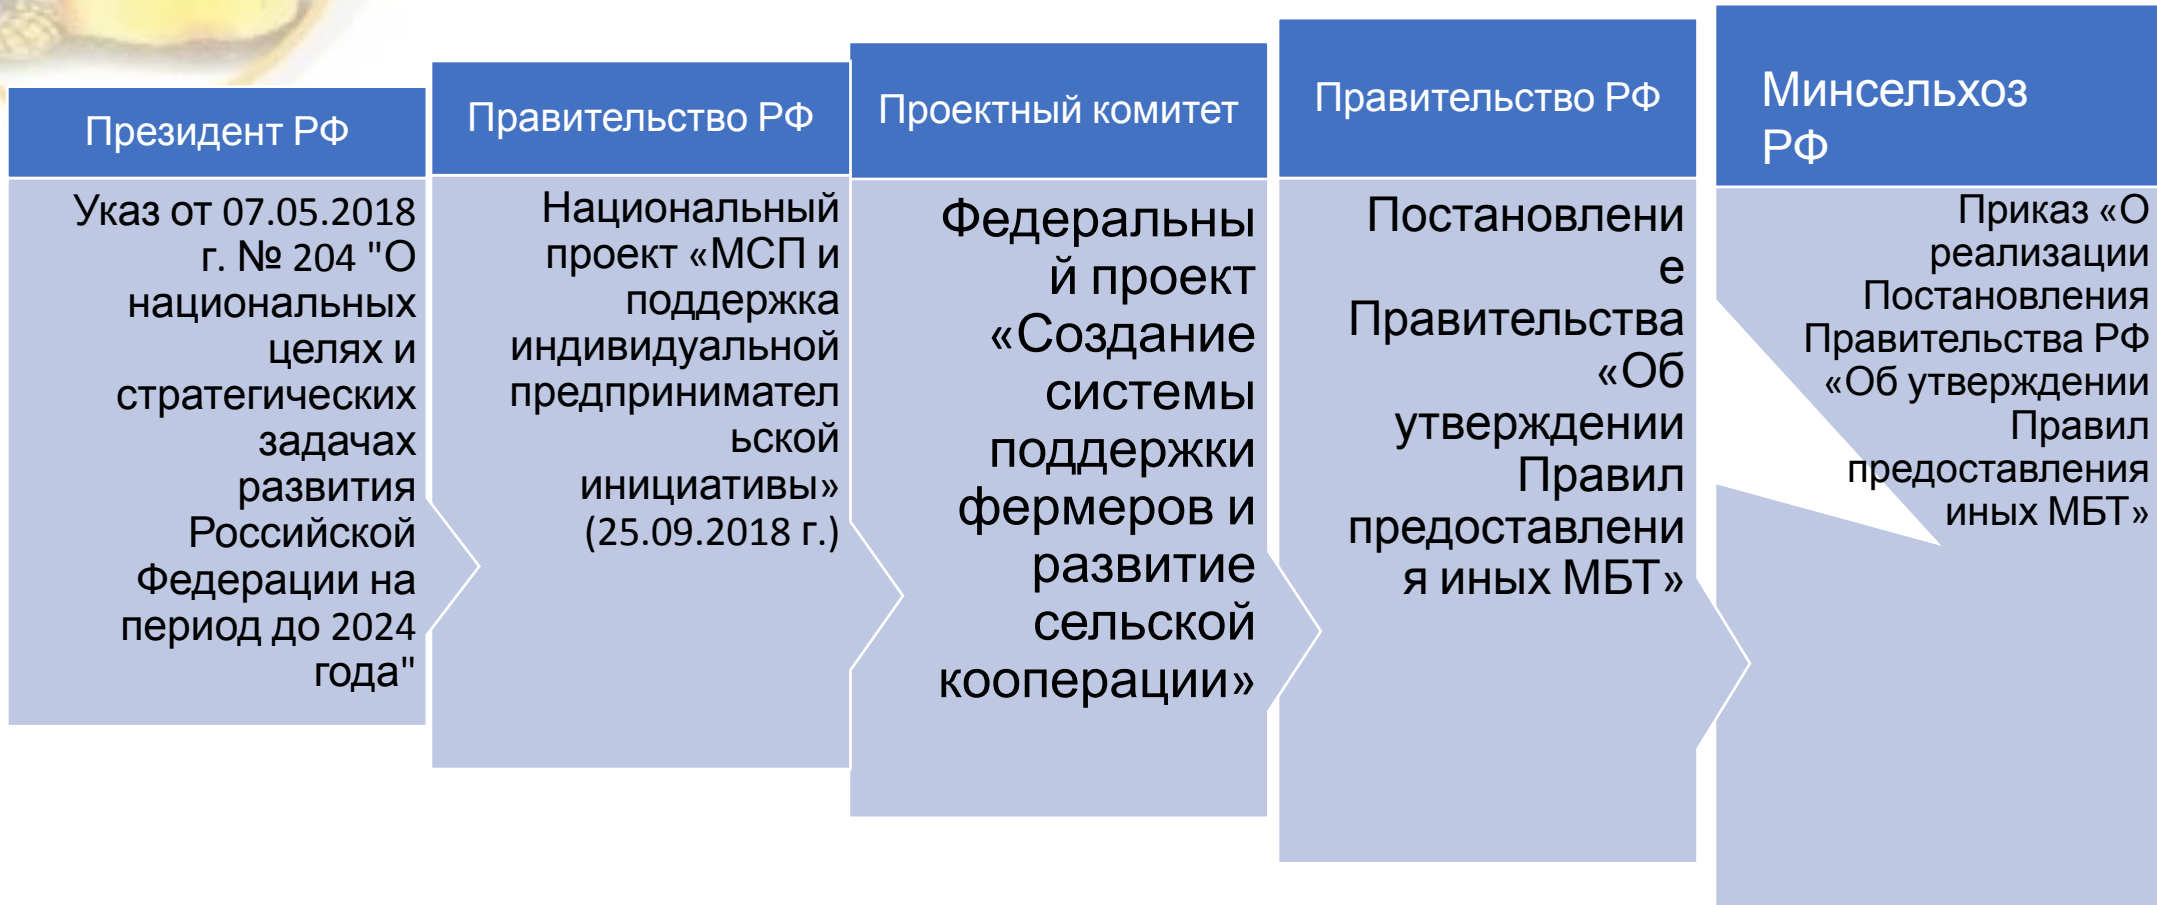 Президент РФ
Указ от 07.05.2018
г. № 204 "О
национальных
целях и
стратегических
задачах
развития
Российской
Федерации на
период до 2024
года"
Правительство РФ
Национальный
проект «МСП и
поддержка
индивидуальной
предпринимател
ьской
инициативы»
(25.09.2018 г.)
Проектный комитет
Федеральны
й проект
«Создание
системы
поддержки
фермеров и
развитие
сельской
кооперации»
Правительство РФ
Постановлени
е
Правительства
«Об
утверждении
Правил
предоставлени
я иных МБТ»
Минсельхоз
РФ
Приказ «О
реализации
Постановления
Правительства РФ
«Об утверждении
Правил
предоставления
иных МБТ»